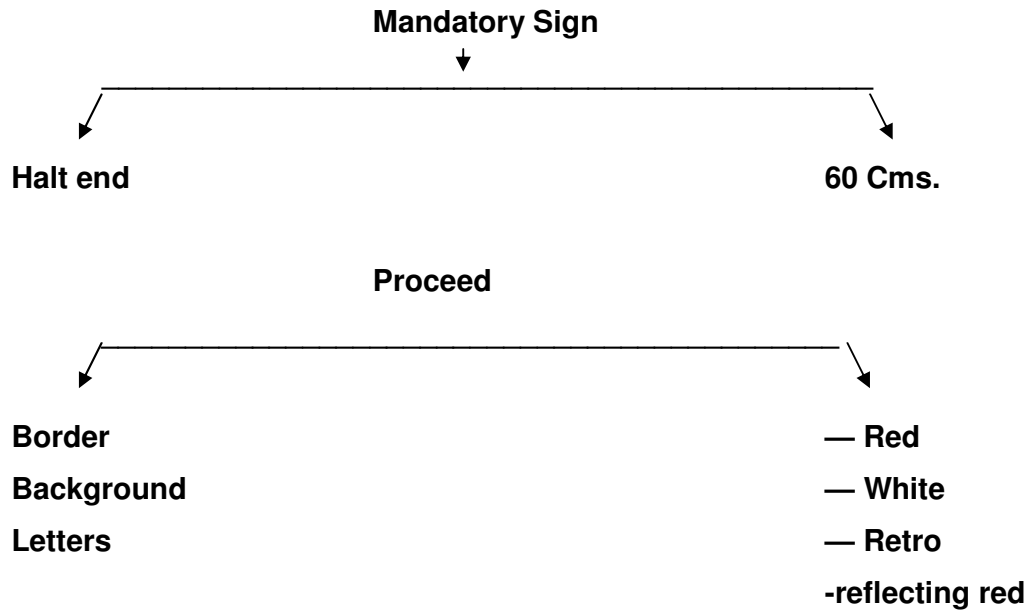 Mandatory Sign
Halt end 60 Cms.
Proceed
Border — Red
Background — White
Letters — Retro
-reflecting red